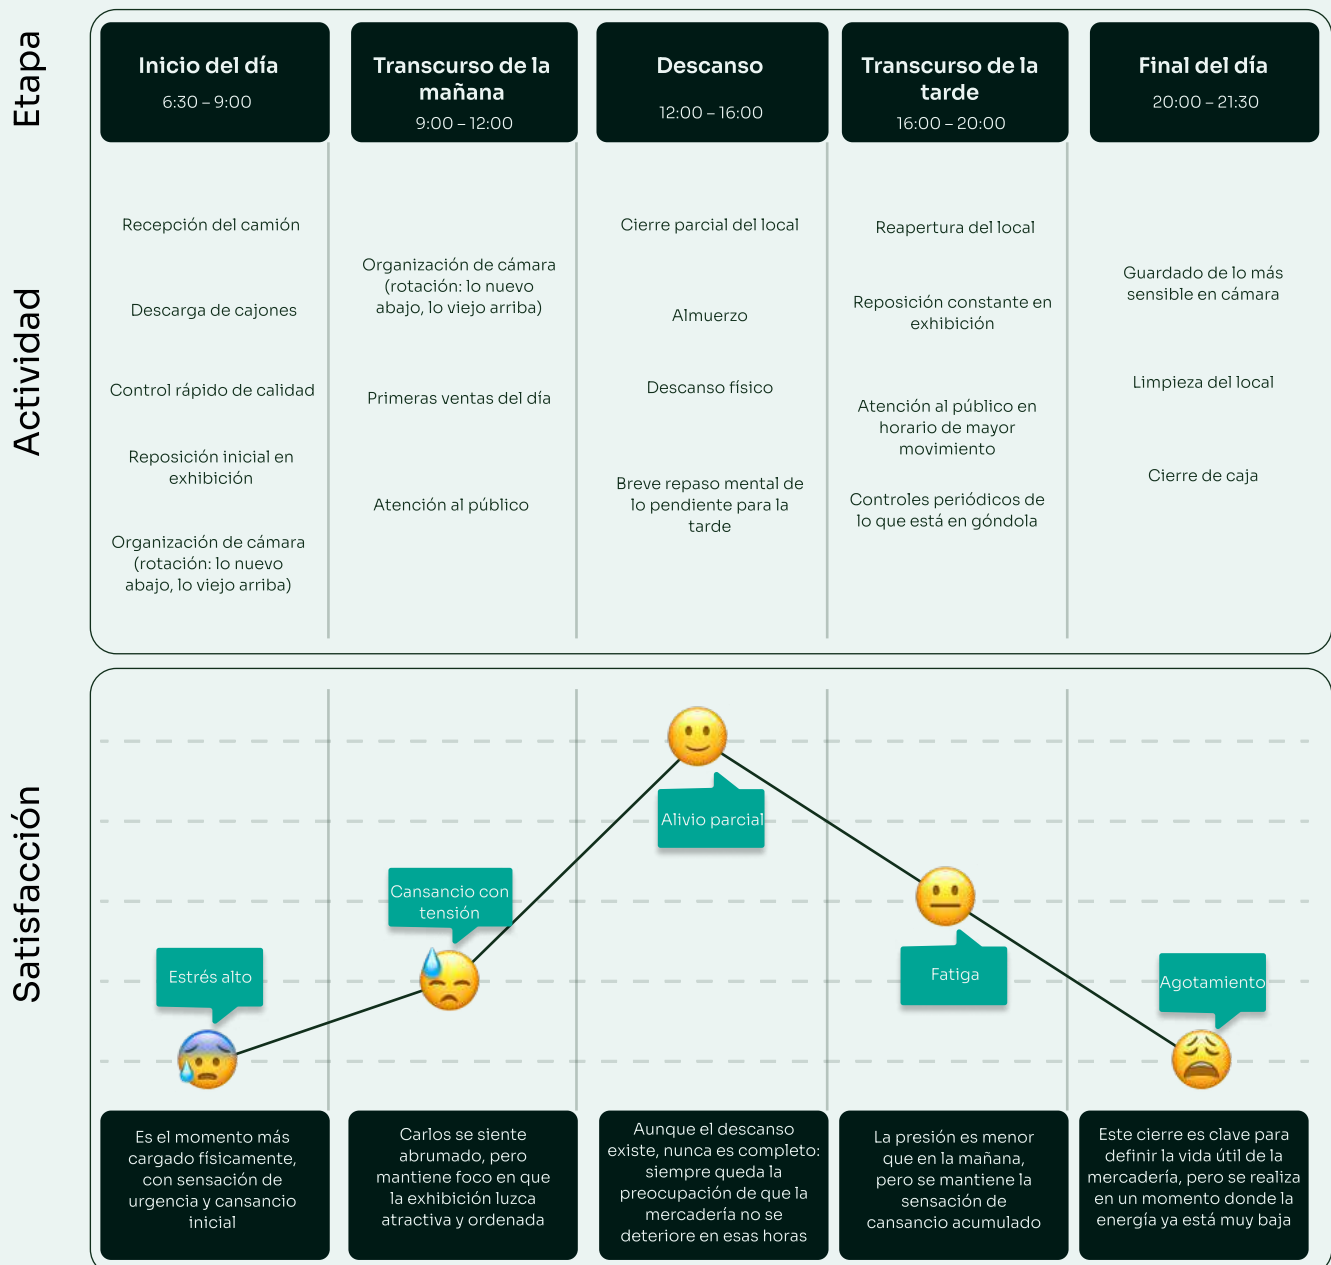 Etapa
Inicio del día
6:30 – 9:00
Transcurso de la
mañana
9:00 – 12:00
Descanso
12:00 – 16:00
Transcurso de la
tarde
16:00 – 20:00
Final del día
20:00 – 21:30
Actividad
Recepción del camión
Descarga de cajones
Control rápido de calidad
Reposición inicial en
exhibición
Organización de cámara
(rotación: lo nuevo
abajo, lo viejo arriba)
Organización de cámara
(rotación: lo nuevo
abajo, lo viejo arriba)
Primeras ventas del día
Atención al público
Cierre parcial del local
Almuerzo
Descanso físico
Breve repaso mental de
lo pendiente para la
tarde
Reapertura del local
Reposición constante en
exhibición
Atención al público en
horario de mayor
movimiento
Controles periódicos de
lo que está en góndola
Guardado de lo más
sensible en cámara
Limpieza del local
Cierre de caja
Satisfacción
Estrés alto
Cansancio con
tensión
Alivio parcial
Fatiga
Agotamiento
Es el momento más
cargado físicamente,
con sensación de
urgencia y cansancio
inicial
Carlos se siente
abrumado, pero
mantiene foco en que
la exhibición luzca
atractiva y ordenada
Aunque el descanso
existe, nunca es completo:
siempre queda la
preocupación de que la
mercadería no se
deteriore en esas horas
La presión es menor
que en la mañana,
pero se mantiene la
sensación de
cansancio acumulado
Este cierre es clave para
definir la vida útil de la
mercadería, pero se realiza
en un momento donde la
energía ya está muy baja